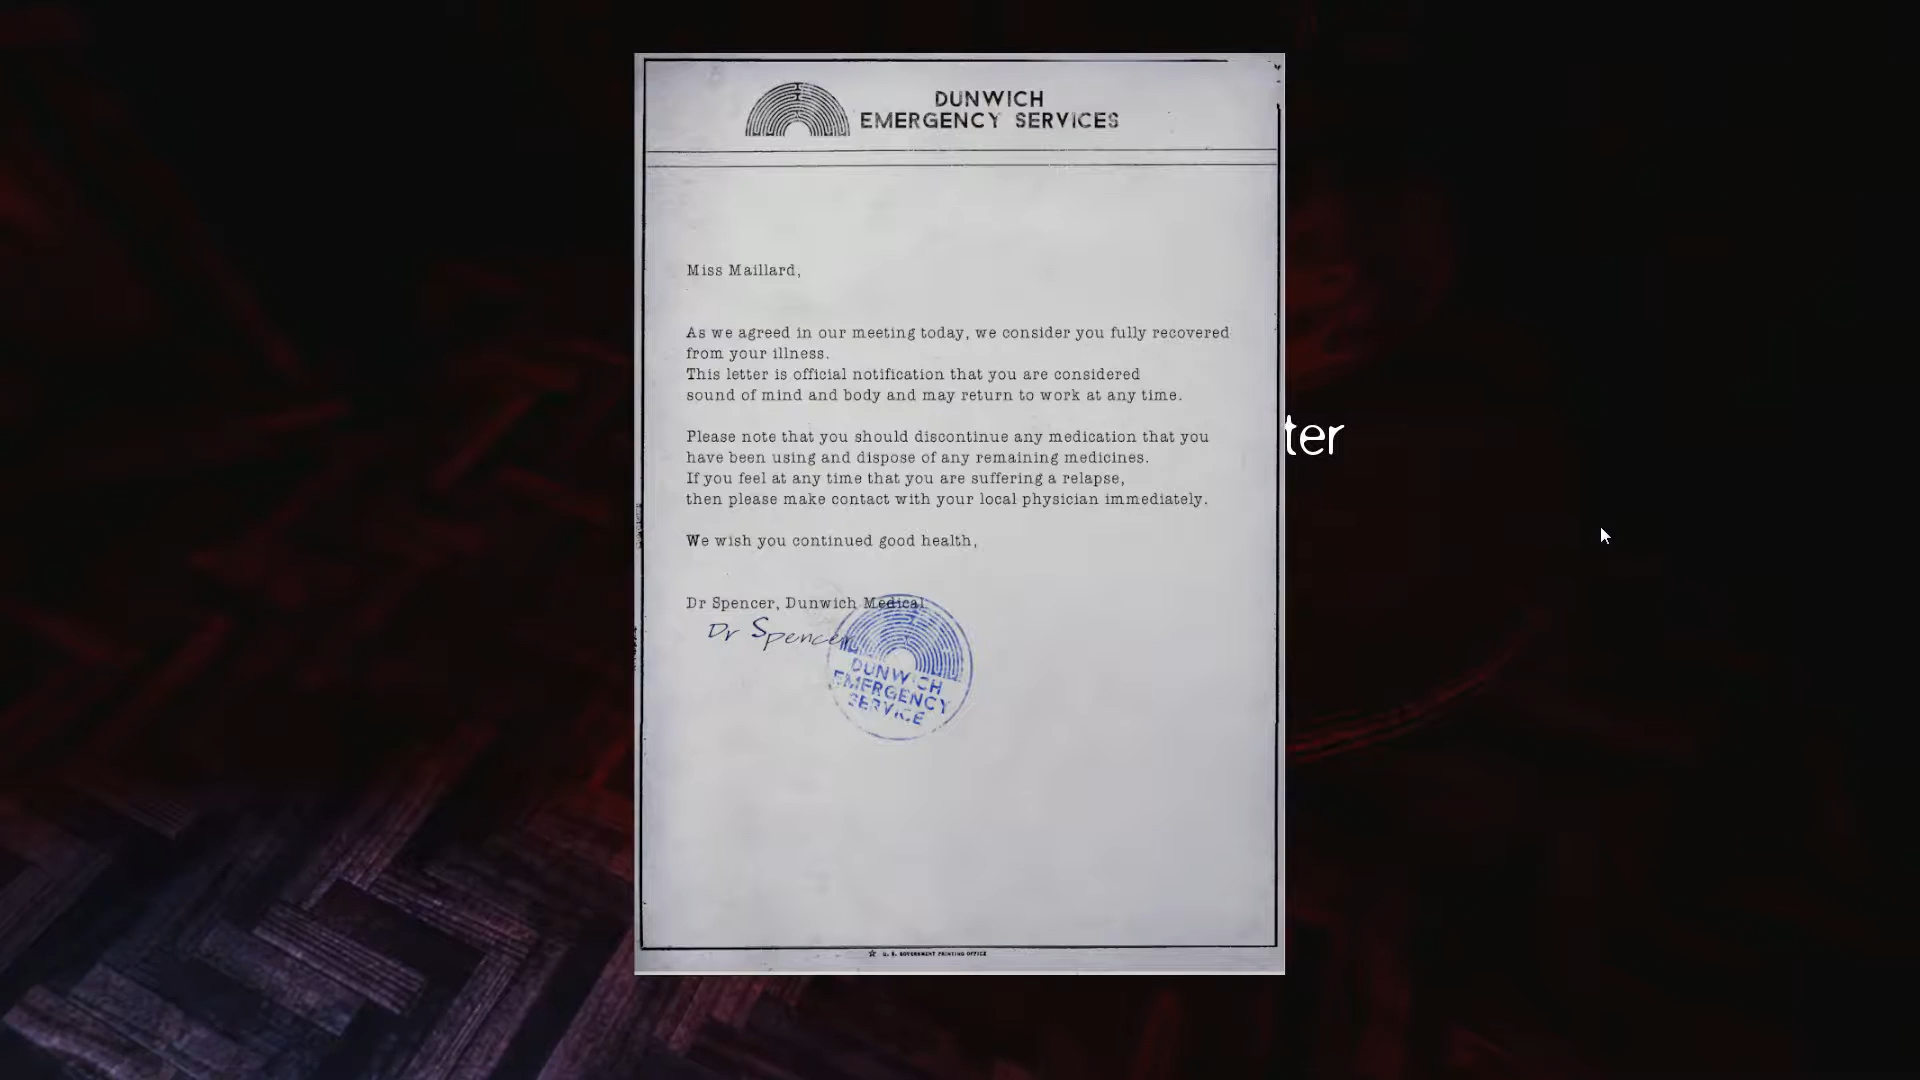 DUNWICH
EMERGENCY SERVICES
Miss Maillard,
As we agreed in our meeting today, we consider you fully recovered
from your illness.
This letter is official notification that you are considered
sound of mind and body and may return to work at any time.
Please note that you should discontinue any medication that you
have been using and dispose of any remaining medicines.
If you feel at any time that you are suffering a relapse,
then please make contact with your local physician immediately.
We wish you continued good health,
Dr Spencer, Dunwich Medical
Dr Spencer
DUNWICH
EMERGENCY
SERVICE
U. S. GOVERNMENT PRINTING OFFICE
ter